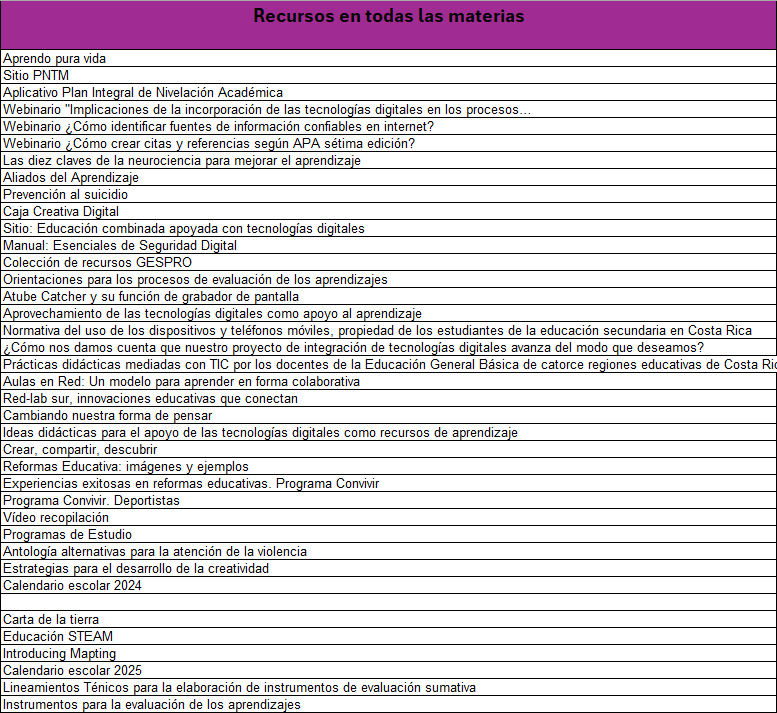 Recursos en todas las materias
Aprendo pura vida
Sitio PNTM
Aplicativo Plan Integral de Nivelación Académica
Webinario "Implicaciones de la incorporación de las tecnologías digitales en los procesos…
Webinario ¿Cómo identificar fuentes de información confiables en internet?
Webinario ¿Cómo crear citas y referencias según APA sétima edición?
Las diez claves de la neurociencia para mejorar el aprendizaje
Aliados del Aprendizaje
Prevención al suicidio
Caja Creativa Digital
Sitio: Educación combinada apoyada con tecnologías digitales
Manual: Esenciales de Seguridad Digital
Colección de recursos GESPRO
Orientaciones para los procesos de evaluación de los aprendizajes
Atube Catcher y su función de grabador de pantalla
Aprovechamiento de las tecnologías digitales como apoyo al aprendizaje
Normativa del uso de los dispositivos y teléfonos móviles, propiedad de los estudiantes de la educación secundaria en Costa Rica
¿Cómo nos damos cuenta que nuestro proyecto de integración de tecnologías digitales avanza del modo que deseamos?
Prácticas didácticas mediadas con TIC por los docentes de la Educación General Básica de catorce regiones educativas de Costa Ric
Aulas en Red: Un modelo para aprender en forma colaborativa
Red-lab sur, innovaciones educativas que conectan
Cambiando nuestra forma de pensar
Ideas didácticas para el apoyo de las tecnologías digitales como recursos de aprendizaje
Crear, compartir, descubrir
Reformas Educativa: imágenes y ejemplos
Experiencias exitosas en reformas educativas. Programa Convivir
Programa Convivir. Deportistas
Vídeo recopilación
Programas de Estudio
Antología alternativas para la atención de la violencia
Estrategias para el desarrollo de la creatividad
Calendario escolar 2024
Carta de la tierra
Educación STEAM
Introducing Mapting
Calendario escolar 2025
Lineamientos Ténicos para la elaboración de instrumentos de evaluación sumativa
Instrumentos para la evaluación de los aprendizajes